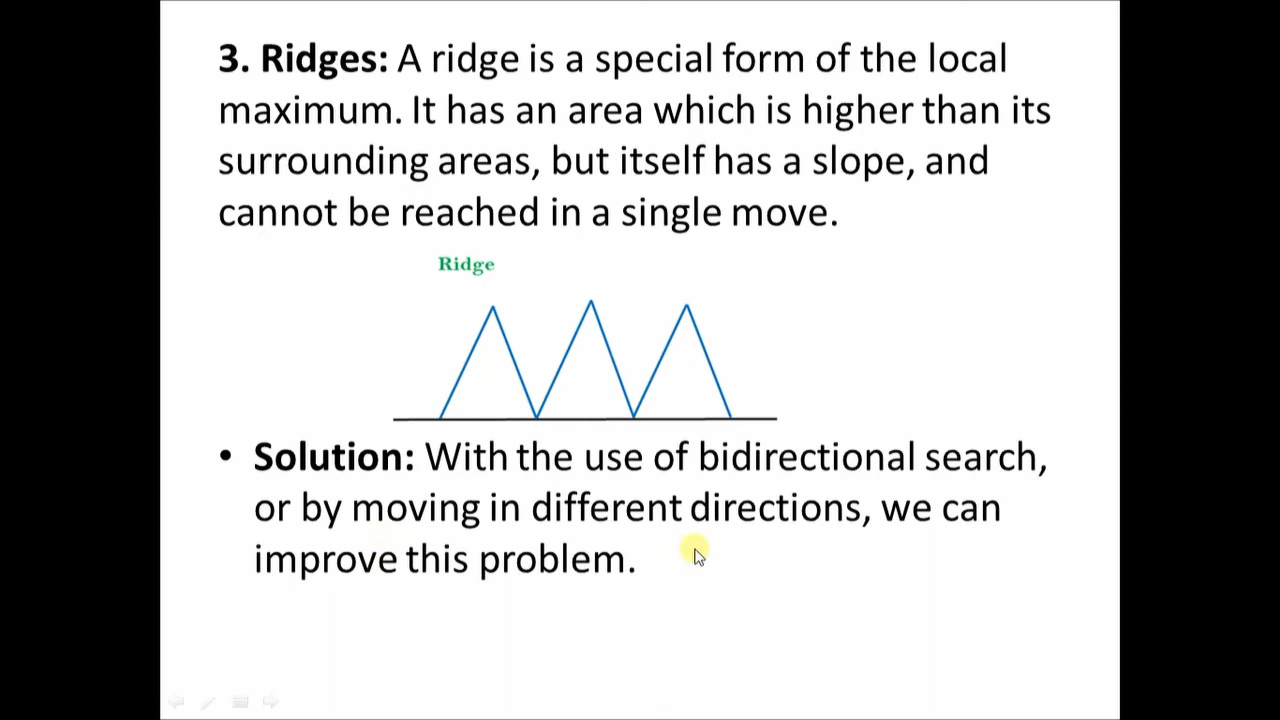 3. Ridges: A ridge is a special form of the local
maximum. It has an area which is higher than its
surrounding areas, but itself has a slope, and
cannot be reached in a single move.
Ridge
• Solution: With the use of bidirectional search,
or by moving in different directions, we can
improve this problem.